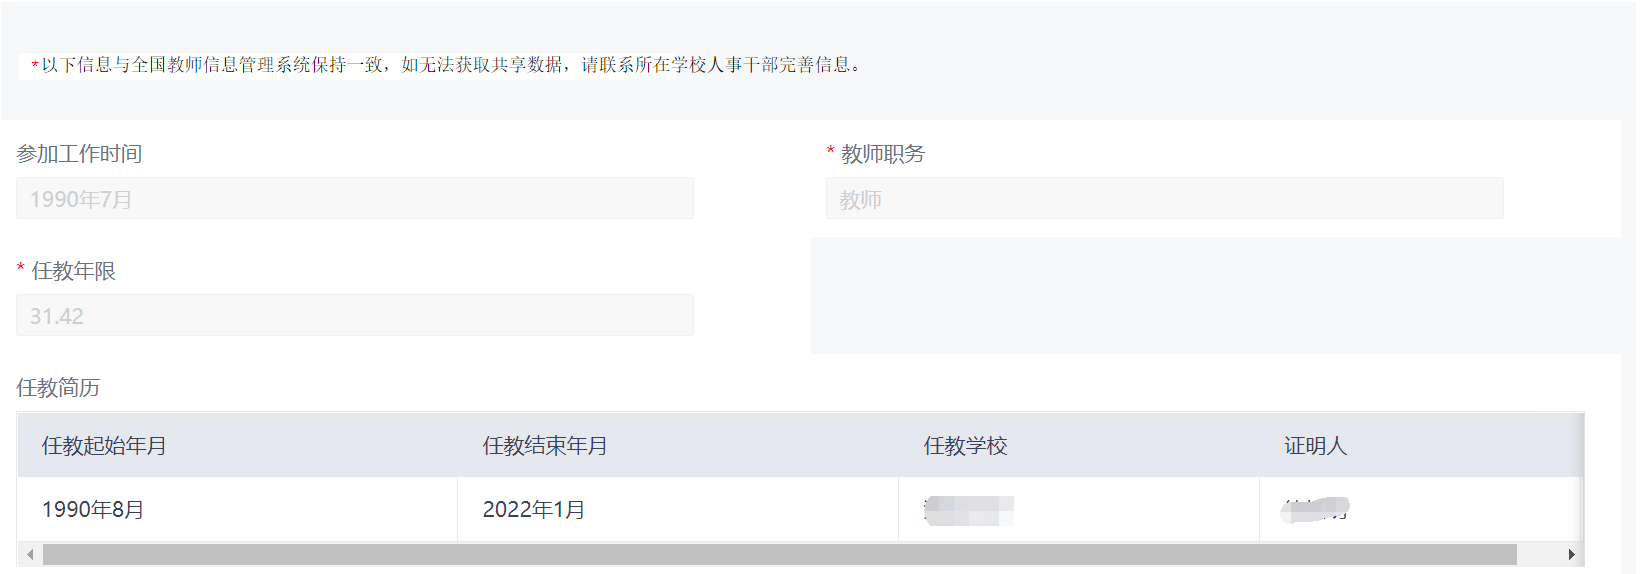 *以下信息与全国教师信息管理系统保持一致，如无法获取共享数据，请联系所在学校人事干部完善信息。
参加工作时间
* 教师职务
1990年7月
教师
* 任教年限
31.42
任教简历
任教起始年月 任教结束年月 任教学校 证明人
1990年8月 2022年1月